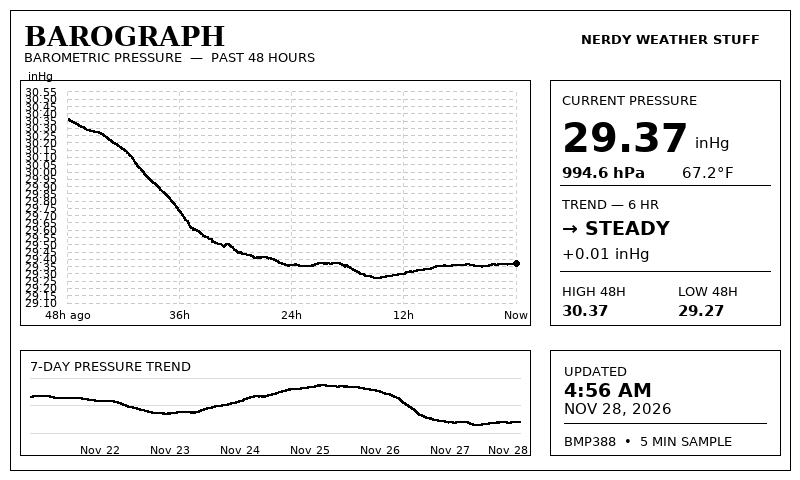 BAROGRAPH
BAROMETRIC PRESSURE — PAST 48 HOURS
NERDY WEATHER STUFF
inHg
30.55
30.50
30.45
30.40
30.35
30.30
30.25
30.20
30.15
30.10
30.05
30.00
29.95
29.90
29.85
29.80
29.75
29.70
29.65
29.60
29.55
29.50
29.45
29.40
29.35
29.30
29.25
29.20
29.15
29.10
48h ago 36h 24h 12h Now
CURRENT PRESSURE
29.37 inHg
994.6 hPa 67.2°F
TREND — 6 HR
→ STEADY
+0.01 inHg
HIGH 48H LOW 48H
30.37 29.27
7-DAY PRESSURE TREND
Nov 22 Nov 23 Nov 24 Nov 25 Nov 26 Nov 27 Nov 28
UPDATED
4:56 AM
NOV 28, 2026
BMP388 • 5 MIN SAMPLE